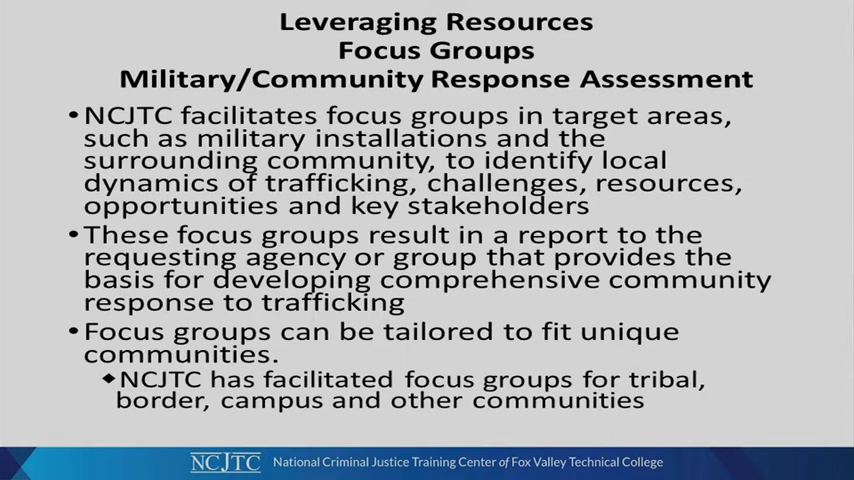 Leveraging Resources
Focus Groups
Military/Community Response Assessment
•NCJTC facilitates focus groups in target areas,
such as military installations and the
surrounding community, to identify local
dynamics of trafficking, challenges, resources,
opportunities and key stakeholders
•These focus groups result in a report to the
requesting agency or group that provides the
basis for developing comprehensive community
response to trafficking
•Focus groups can be tailored to fit unique
communities.
◆NCJTC has facilitated focus groups for tribal,
border, campus and other communities
NCJTC National Criminal Justice Training Center of Fox Valley Technical College